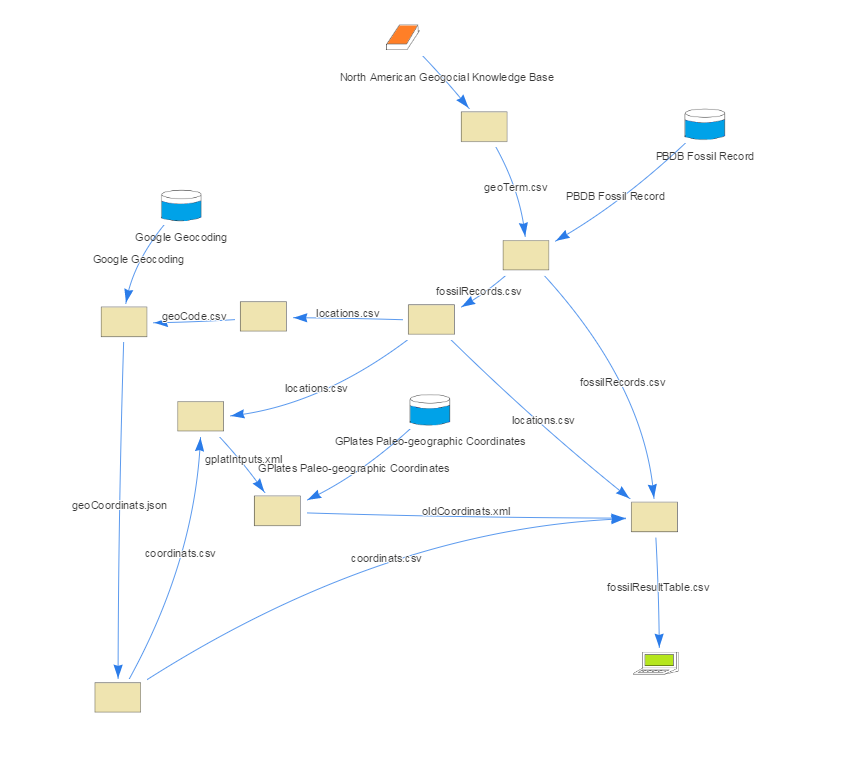 North American Geogocial Knowledge Base
PBDB Fossil Record
geoTerm.csv
PBDB Fossil Record
Google Geocoding
Google Geocoding
fossilRecords.csv
geoCode.csv
locations.csv
fossilRecords.csv
locations.csv
locations.csv
GPlates Paleo-geographic Coordinates
gplatIntputs.xml
GPlates Paleo-geographic Coordinates
geoCoordinats.json
oldCoordinats.xml
coordinats.csv
coordinats.csv
fossilResultTable.csv